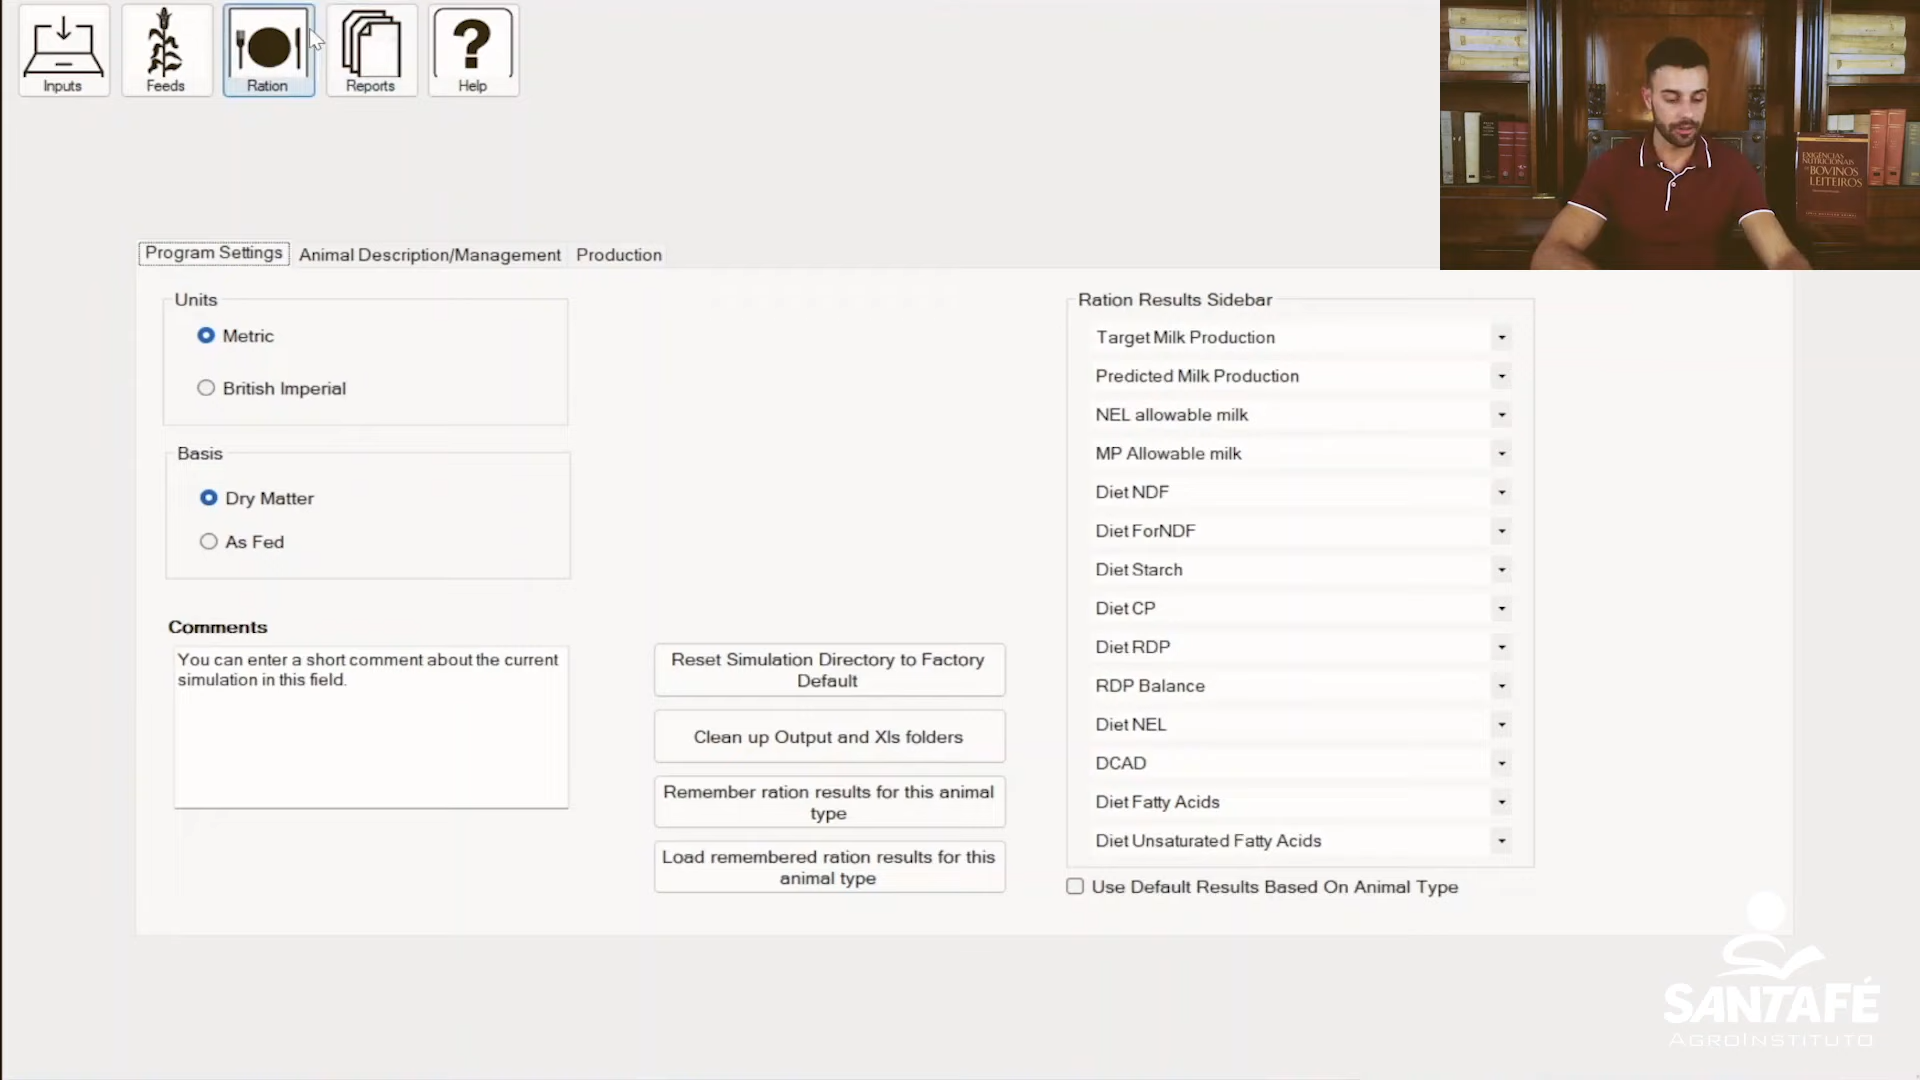 Inputs
Feeds
Ration
Reports
Help
EXIGÊNCIAS
NUTRICIONAIS
DE BOVINOS
LEITEIROS
Program Settings
Animal Description/Management
Production
Units
Metric
British Imperial
Basis
Dry Matter
As Fed
Comments
You can enter a short comment about the current
simulation in this field.
Reset Simulation Directory to Factory
Default
Clean up Output and Xls folders
Remember ration results for this animal
type
Load remembered ration results for this
animal type
Ration Results Sidebar
Target Milk Production
Predicted Milk Production
NEL allowable milk
MP Allowable milk
Diet NDF
Diet ForNDF
Diet Starch
Diet CP
Diet RDP
RDP Balance
Diet NEL
DCAD
Diet Fatty Acids
Diet Unsaturated Fatty Acids
Use Default Results Based On Animal Type
SANTAFÉ
AGROINSTITUTO